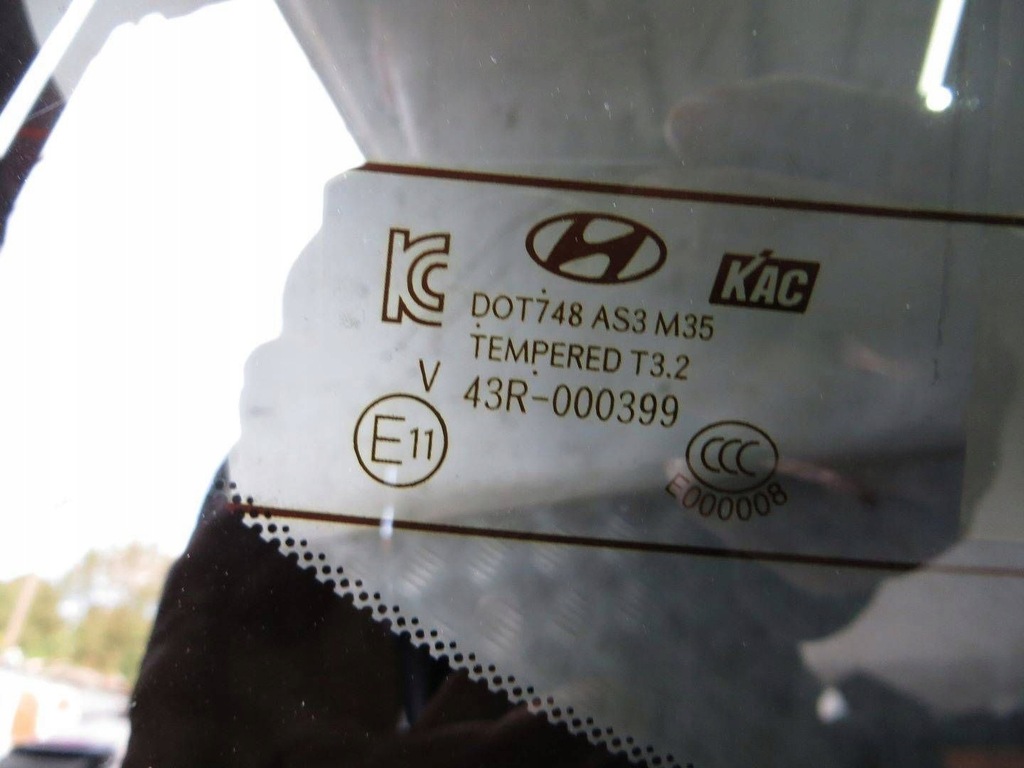 KC
H
KAC
DOT748 AS3 M35
TEMPERED T3.2
V
43R-000399
E11
CCC
E000008